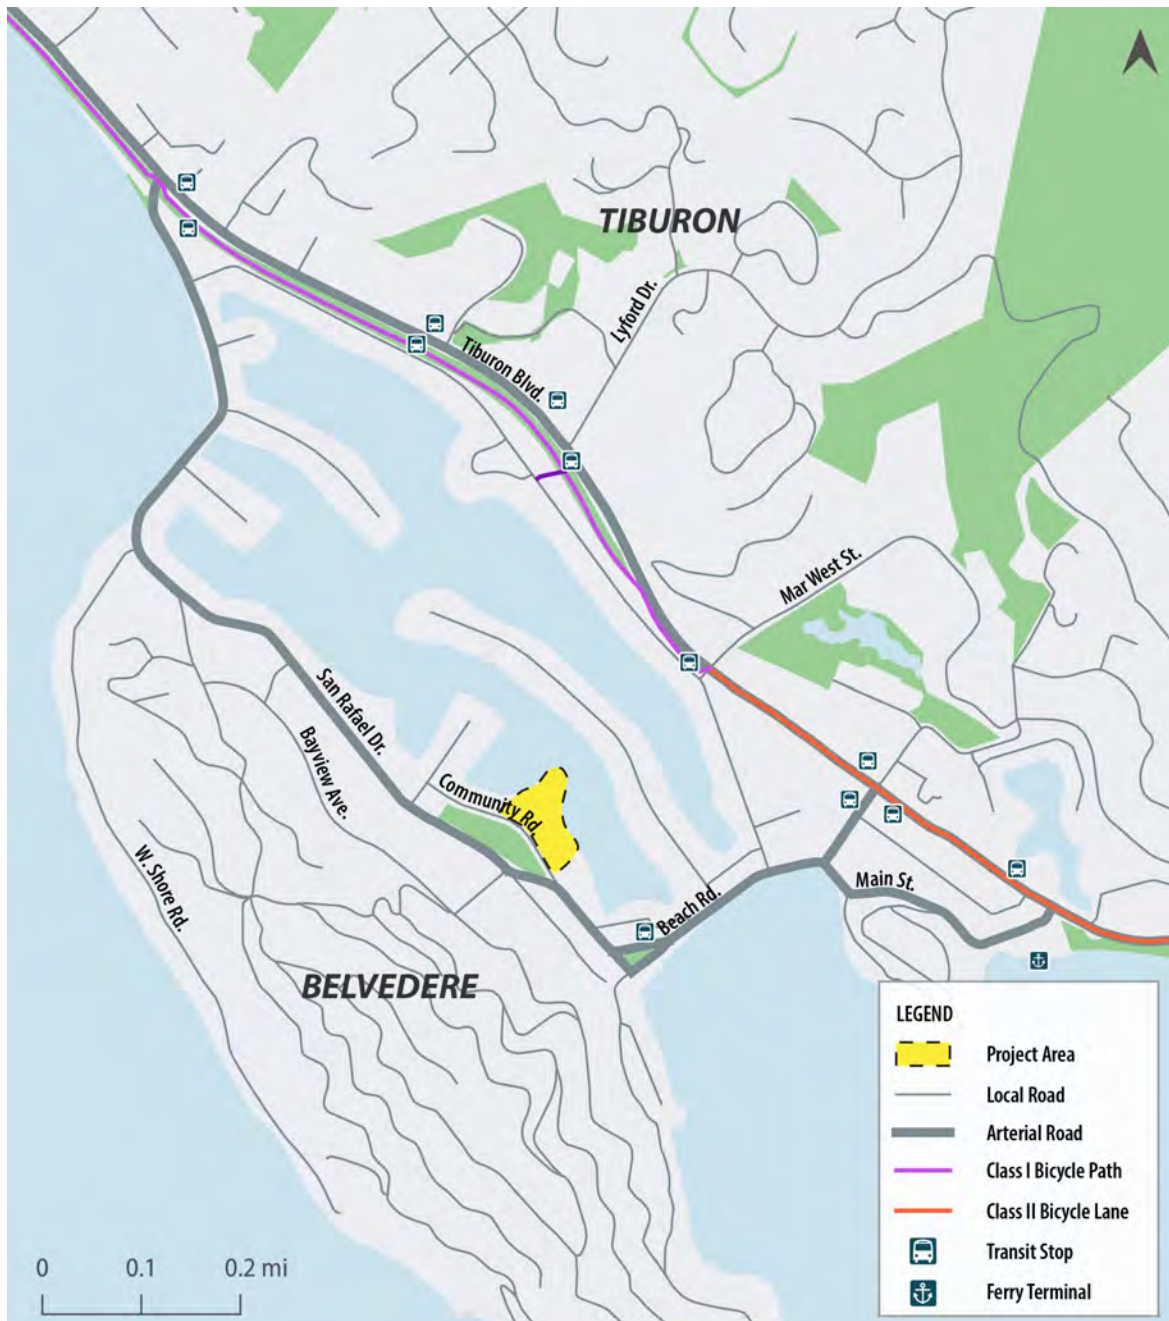 TIBURON
Lyford Dr.
Tiburon Blvd.
Mar West St.
San Rafael Dr.
Bayview Ave.
Community Rd.
W. Shore Rd.
Main St.
Beach Rd.
BELVEDERE
LEGEND
Project Area
Local Road
Arterial Road
Class I Bicycle Path
Class II Bicycle Lane
Transit Stop
Ferry Terminal
0 0.1 0.2 mi